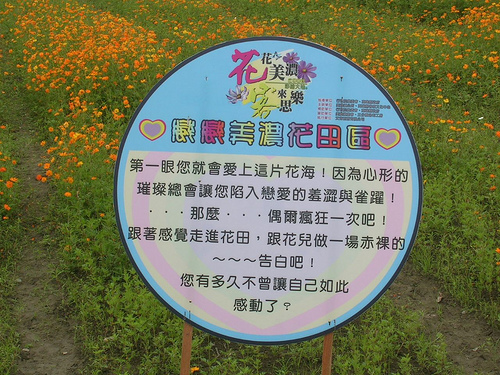 花美濃
客來思樂
戀戀美濃花田區
第一眼您就會愛上這片花海！因為心形的
璀璨總會讓您陷入戀愛的羞澀與雀躍！
．．．那麼．．．偶爾瘋狂一次吧！
跟著感覺走進花田，跟花兒做一場赤裸的
～～～告白吧！
您有多久不曾讓自己如此
感動了？